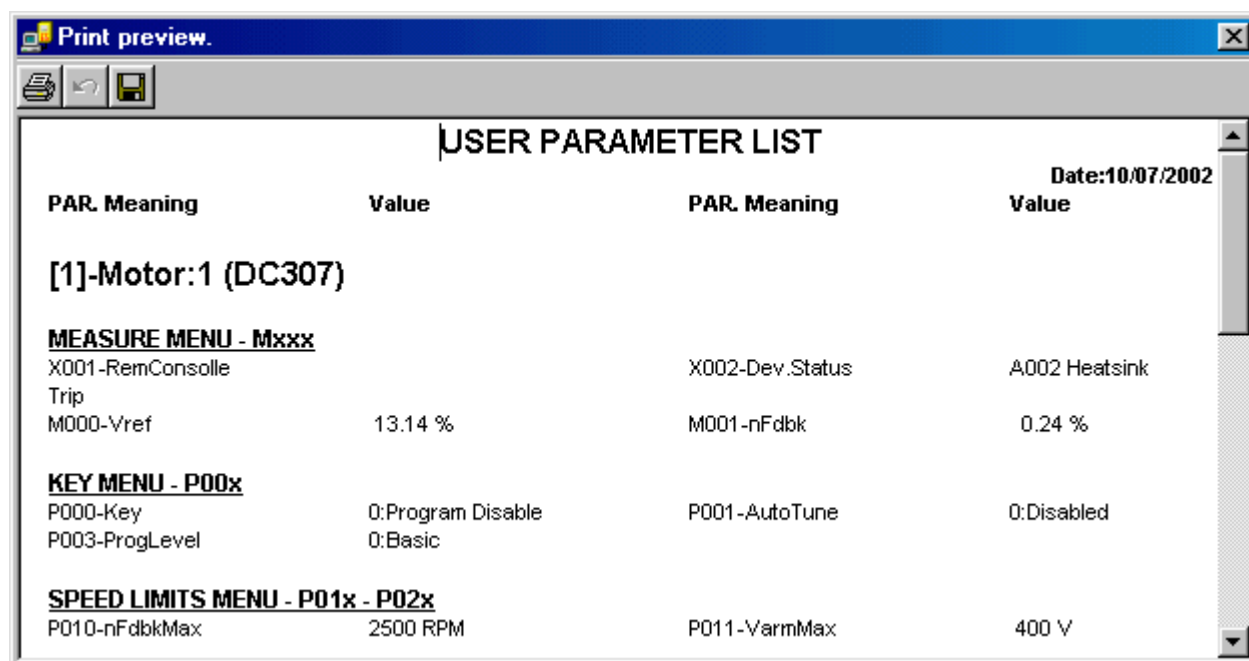 Print preview.
USER PARAMETER LIST
Date:10/07/2002
PAR. Meaning Value PAR. Meaning Value
[1]-Motor:1 (DC307)
MEASURE MENU - Mxxx
X001-RemConsolle X002-Dev.Status A002 Heatsink
Trip
M000-Vref 13.14 % M001-nFdbk 0.24 %
KEY MENU - P00x
P000-Key 0:Program Disable P001-AutoTune 0:Disabled
P003-ProgLevel 0:Basic
SPEED LIMITS MENU - P01x - P02x
P010-nFdbkMax 2500 RPM P011-VarmMax 400 V